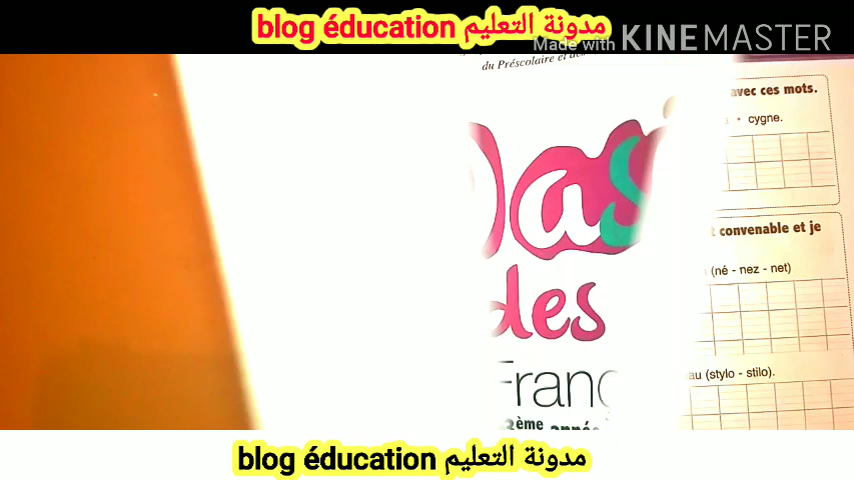 blog éducation مدونة التعليم
Made with KINEMASTER
du Préscolaire et
avec ces mots.
• cygne.
des
convenable et je
(né - nez - net)
(stylo - stilo).
3ème
blog éducation مدونة التعليم